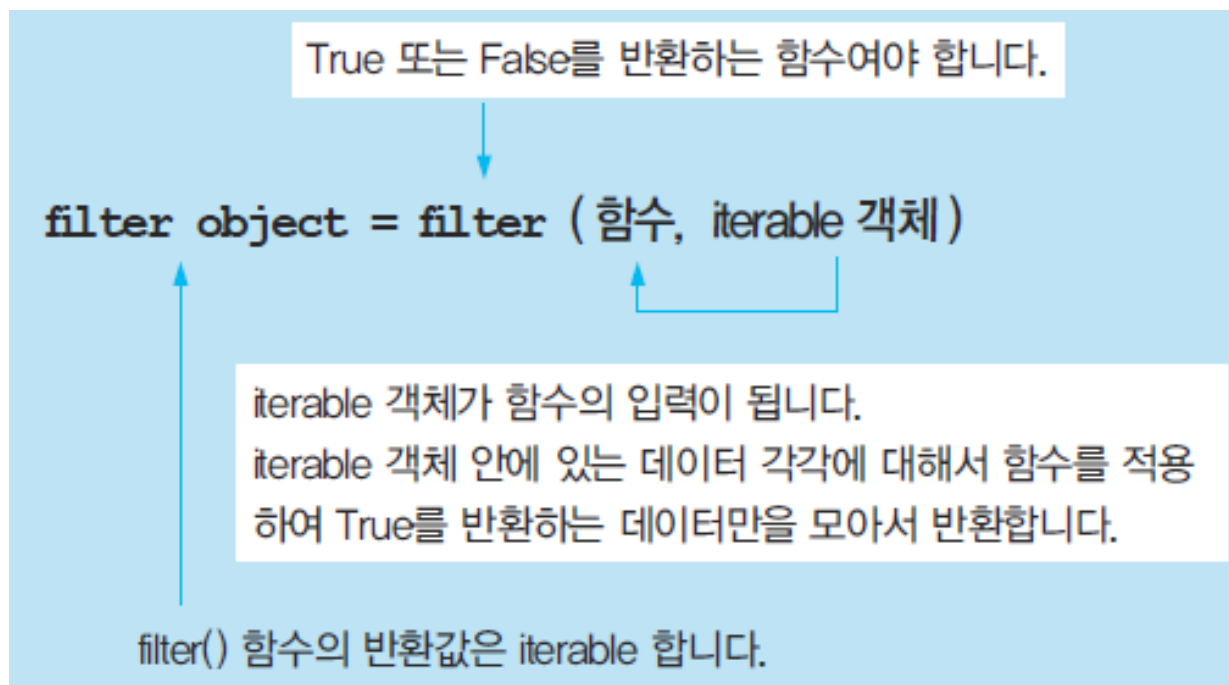 True 또는 False를 반환하는 함수여야 합니다.
filter object = filter (함수, iterable 객체)
iterable 객체가 함수의 입력이 됩니다.
iterable 객체 안에 있는 데이터 각각에 대해서 함수를 적용
하여 True를 반환하는 데이터만을 모아서 반환합니다.
filter() 함수의 반환값은 iterable 합니다.